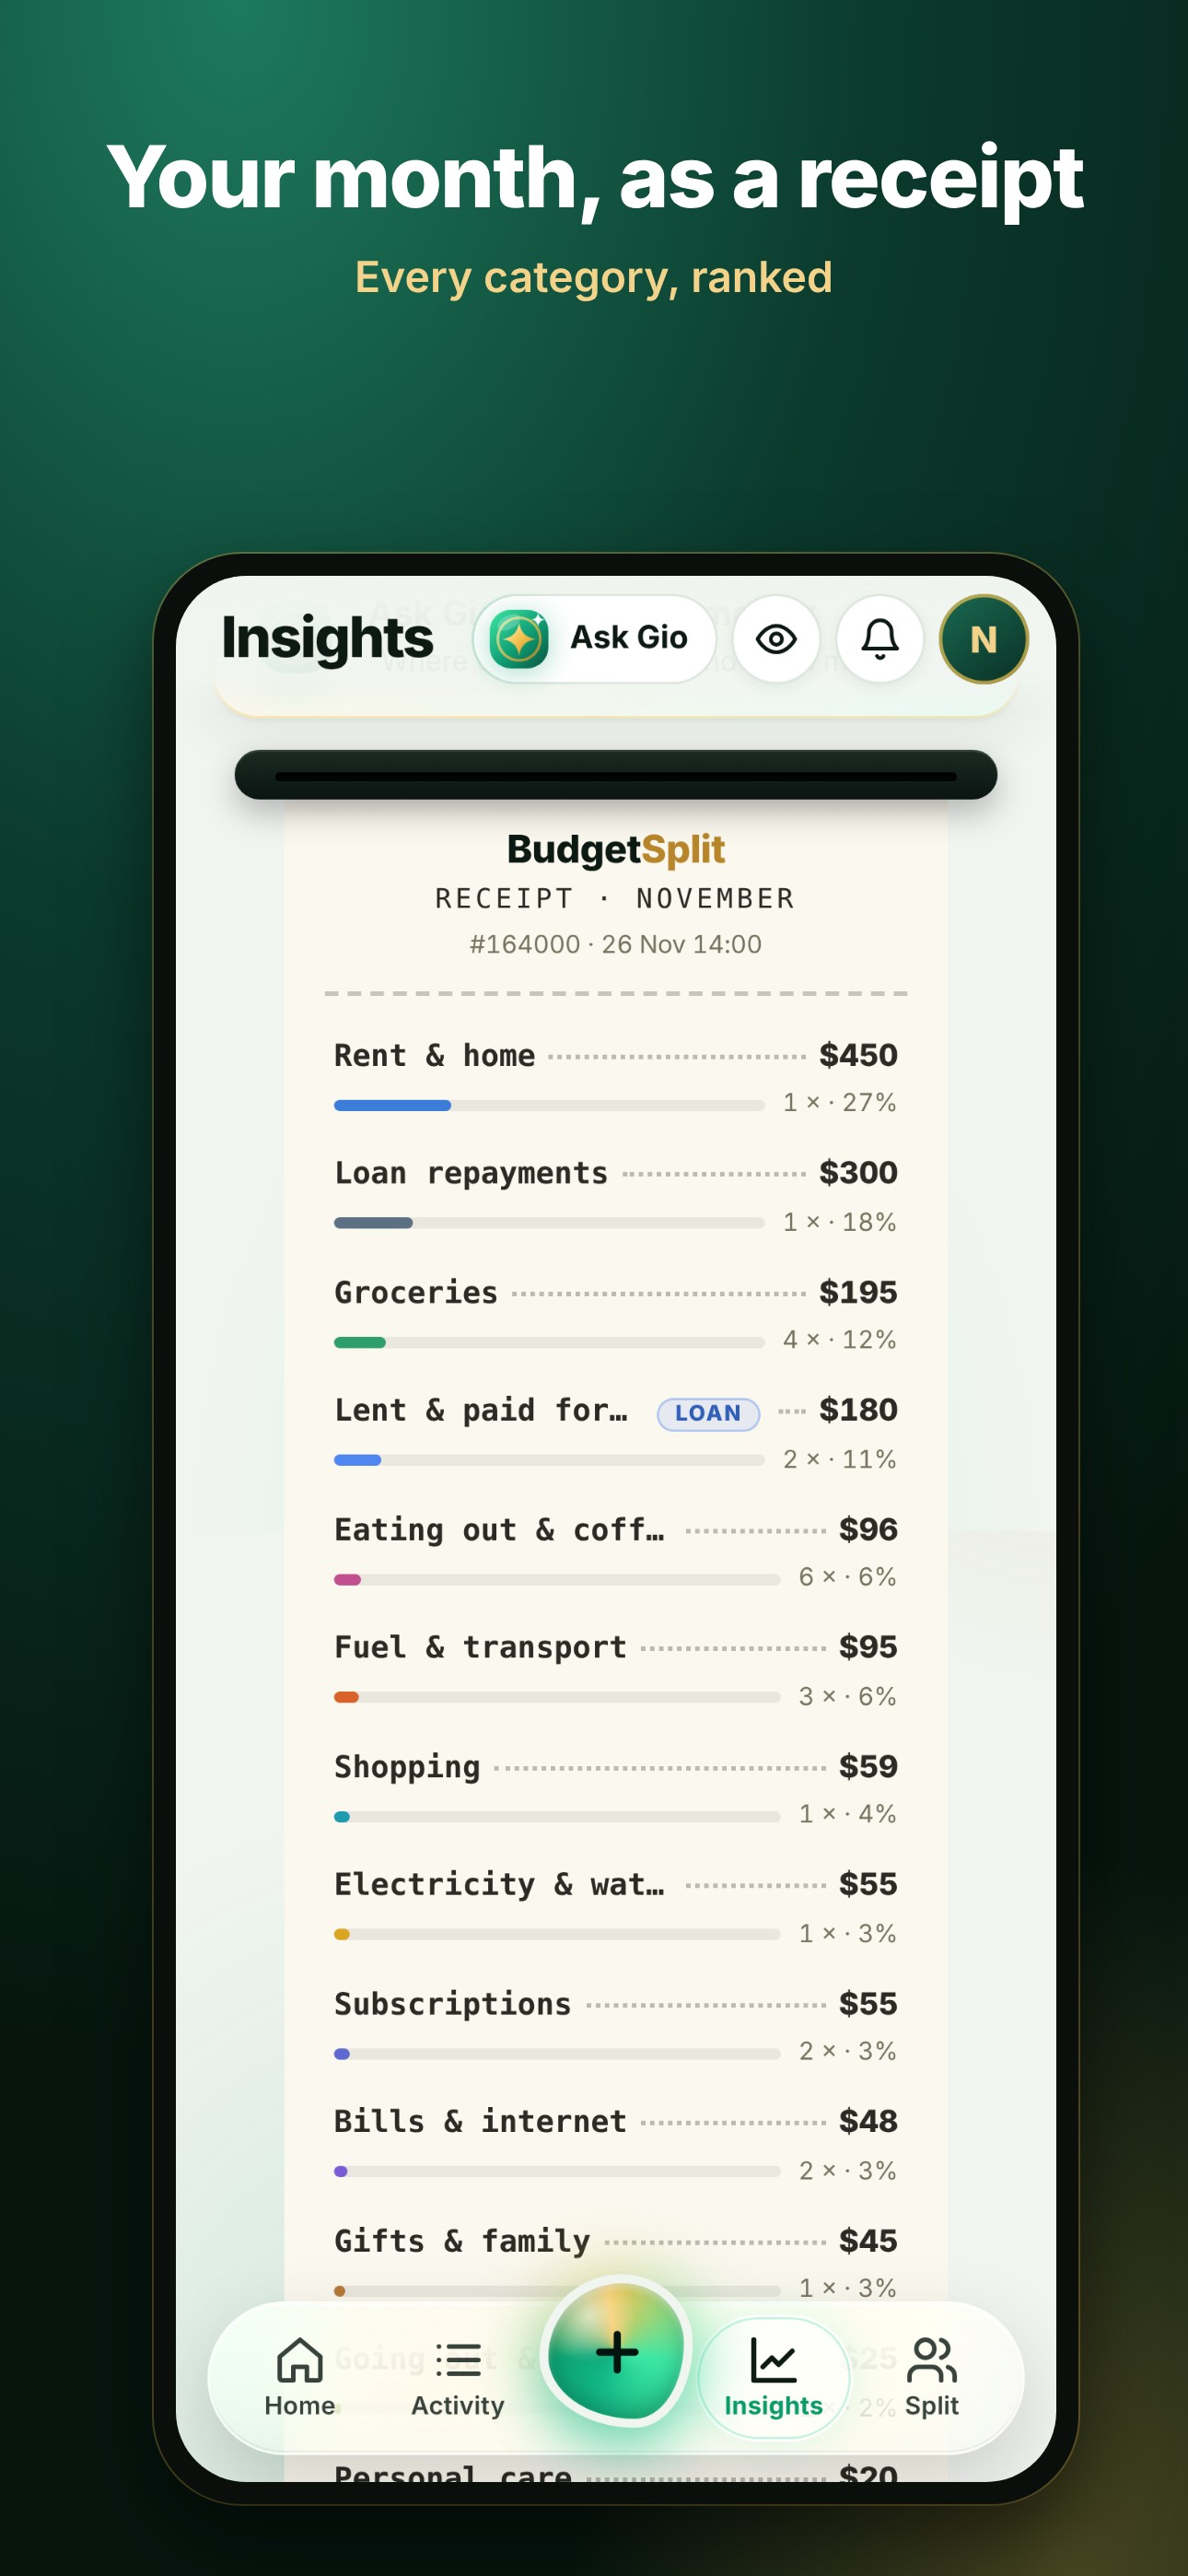 Your month, as a receipt
Every category, ranked
Insights
Ask Gio
N
BudgetSplit
RECEIPT · NOVEMBER
#164000 · 26 Nov 14:00
Rent & home $450
1 × · 27%
Loan repayments $300
1 × · 18%
Groceries $195
4 × · 12%
Lent & paid for… LOAN $180
2 × · 11%
Eating out & coff… $96
6 × · 6%
Fuel & transport $95
3 × · 6%
Shopping $59
1 × · 4%
Electricity & wat… $55
1 × · 3%
Subscriptions $55
2 × · 3%
Bills & internet $48
2 × · 3%
Gifts & family $45
1 × · 3%
Going out & $25
2%
Home
Activity
Insights
Split
Personal care $20